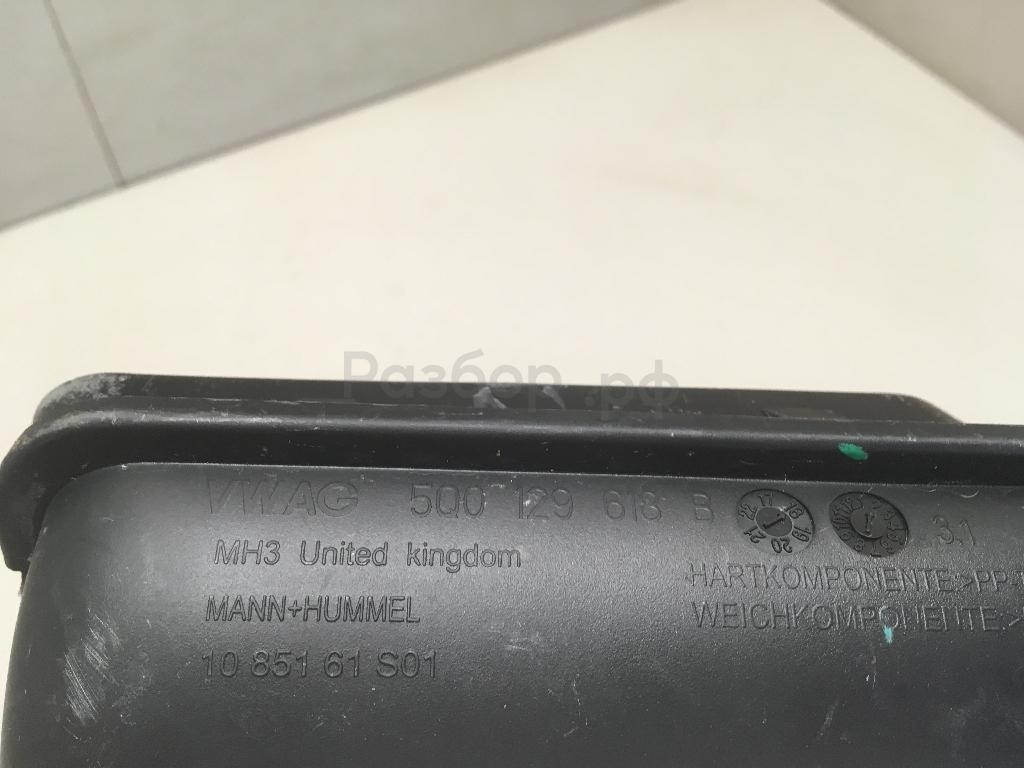 Разбор.рф
VWAG 5Q0 129 618 B 3.1
MH3 United kingdom
MANN+HUMMEL
10 851 61 S01
HARTKOMPONENTE:>PP-
WEICHKOMPONENTE:>